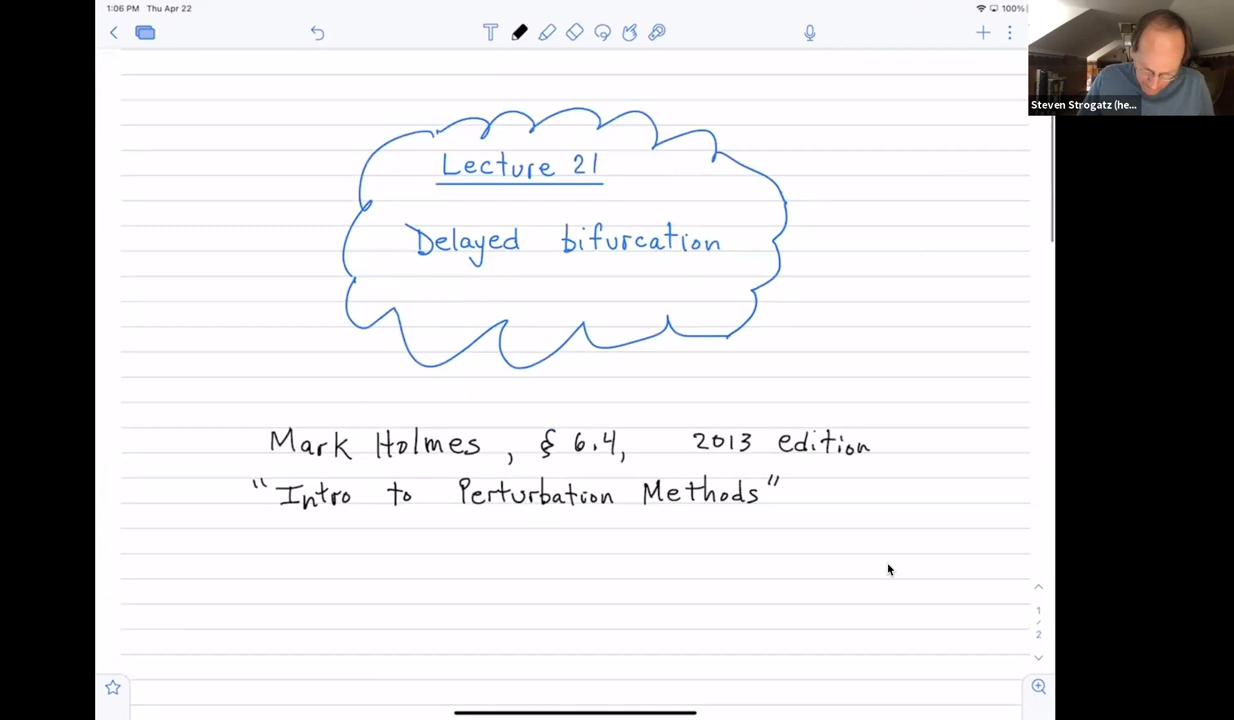 1:06 PM Thu Apr 22
100%
T
Steven Strogatz (he...
Lecture 21
Delayed bifurcation
Mark Holmes, § 6.4, 2013 edition
"Intro to Perturbation Methods"
1
/
2